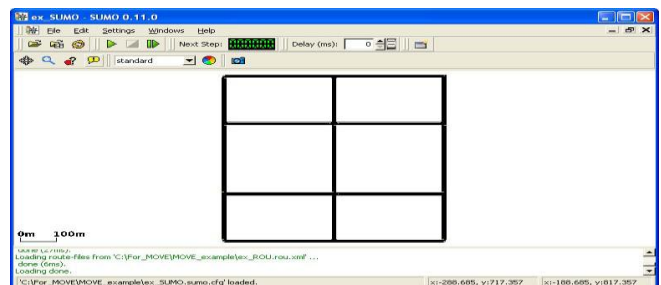 ex_SUMO - SUMO 0.11.0
File Edit Settings Windows Help
Next Step: Delay (ms): 0
standard
0m 100m
done (27ms).
Loading route-files from 'C:\For_MOVE\MOVE_example\ex_ROU.rou.xml' ...
done (6ms).
Loading done.
'C:\For_MOVE\MOVE_example\ex_SUMO.sumo.cfg' loaded. x:-288.685, y:717.357 x:-188.685, y:817.357